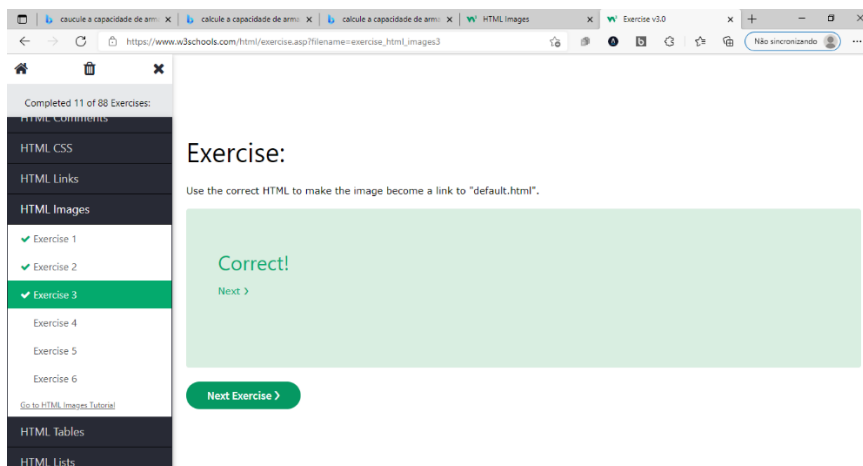 caucule a capacidade de arm
calcule a capacidade de arm
calcule a capacidade de arm
HTML Images
Exercise v3.0
https://www.w3schools.com/html/exercise.asp?filename=exercise_html_images3
Não sincronizando
Completed 11 of 88 Exercises:
HTML Comments
HTML CSS
HTML Links
HTML Images
Exercise 1
Exercise 2
Exercise 3
Exercise 4
Exercise 5
Exercise 6
Go to HTML Images Tutorial
HTML Tables
HTML Lists
Exercise:
Use the correct HTML to make the image become a link to "default.html".
Correct!
Next >
Next Exercise >